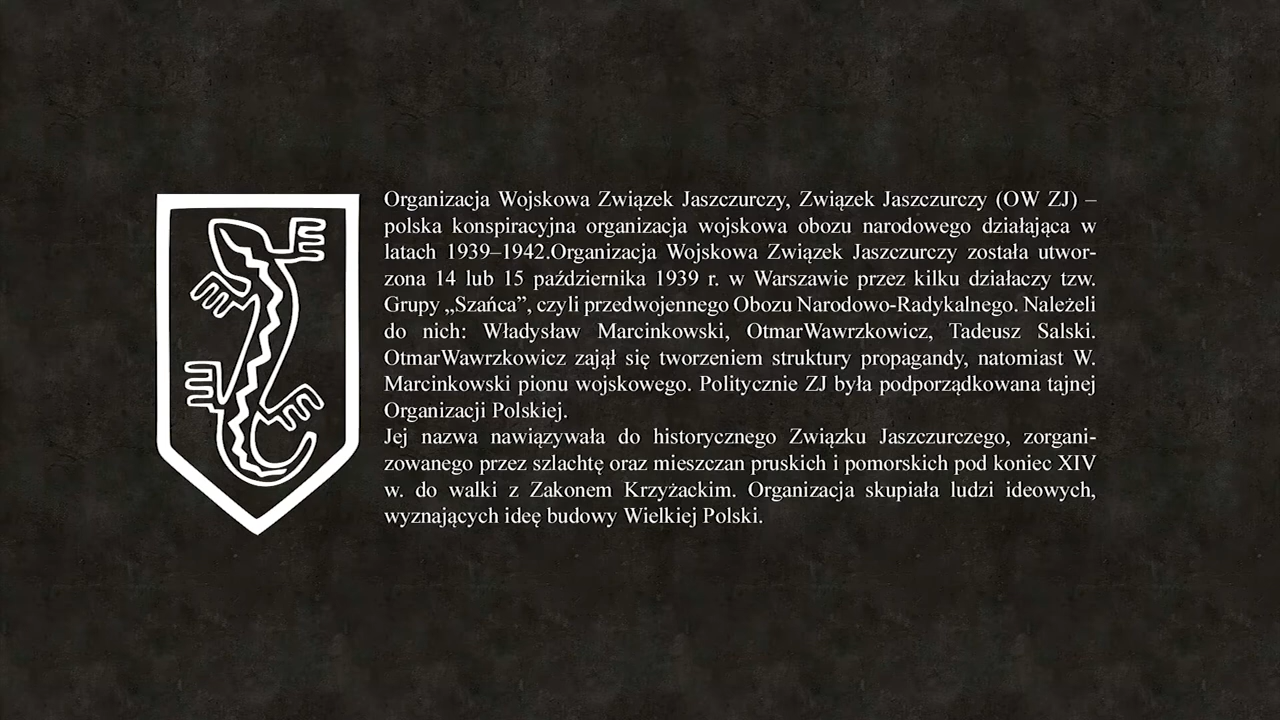 Organizacja Wojskowa Związek Jaszczurczy, Związek Jaszczurczy (OW ZJ) –
polska konspiracyjna organizacja wojskowa obozu narodowego działająca w
latach 1939–1942.Organizacja Wojskowa Związek Jaszczurczy została utwor-
zona 14 lub 15 października 1939 r. w Warszawie przez kilku działaczy tzw.
Grupy „Szańca”, czyli przedwojennego Obozu Narodowo-Radykalnego. Należeli
do nich: Władysław Marcinkowski, OtmarWawrzkowicz, Tadeusz Salski.
OtmarWawrzkowicz zajął się tworzeniem struktury propagandy, natomiast W.
Marcinkowski pionu wojskowego. Politycznie ZJ była podporządkowana tajnej
Organizacji Polskiej.
Jej nazwa nawiązywała do historycznego Związku Jaszczurczego, zorgani-
zowanego przez szlachtę oraz mieszczan pruskich i pomorskich pod koniec XIV
w. do walki z Zakonem Krzyżackim. Organizacja skupiała ludzi ideowych,
wyznających ideę budowy Wielkiej Polski.